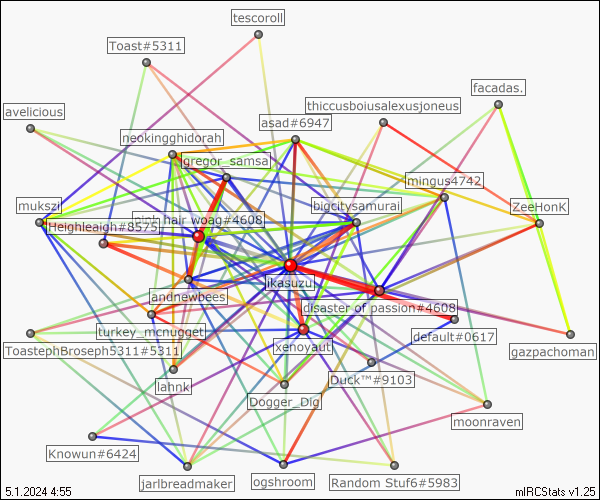 tescoroll
Toast#5311
facadas.
thiccusboiusalexusjoneus
avelicious
asad#6947
neokingghidorah
gregor_samsa
mingus4742
mukszi
bigcitysamurai
ZeeHonK
hair woag#4608
Heighleaigh#8575
ikasuzu
andnewbees
disaster of passion#4608
turkey_mcnugget
default#0617
xenoyaut
ToastephBroseph5311#5311
gazpachoman
lahnk
Duck™#9103
Dogger_Dig
moonraven
Knowun#6424
jarlbreadmaker
ogshroom
Random Stuf6#5983
5.1.2024 4:55
mIRCStats v1.25